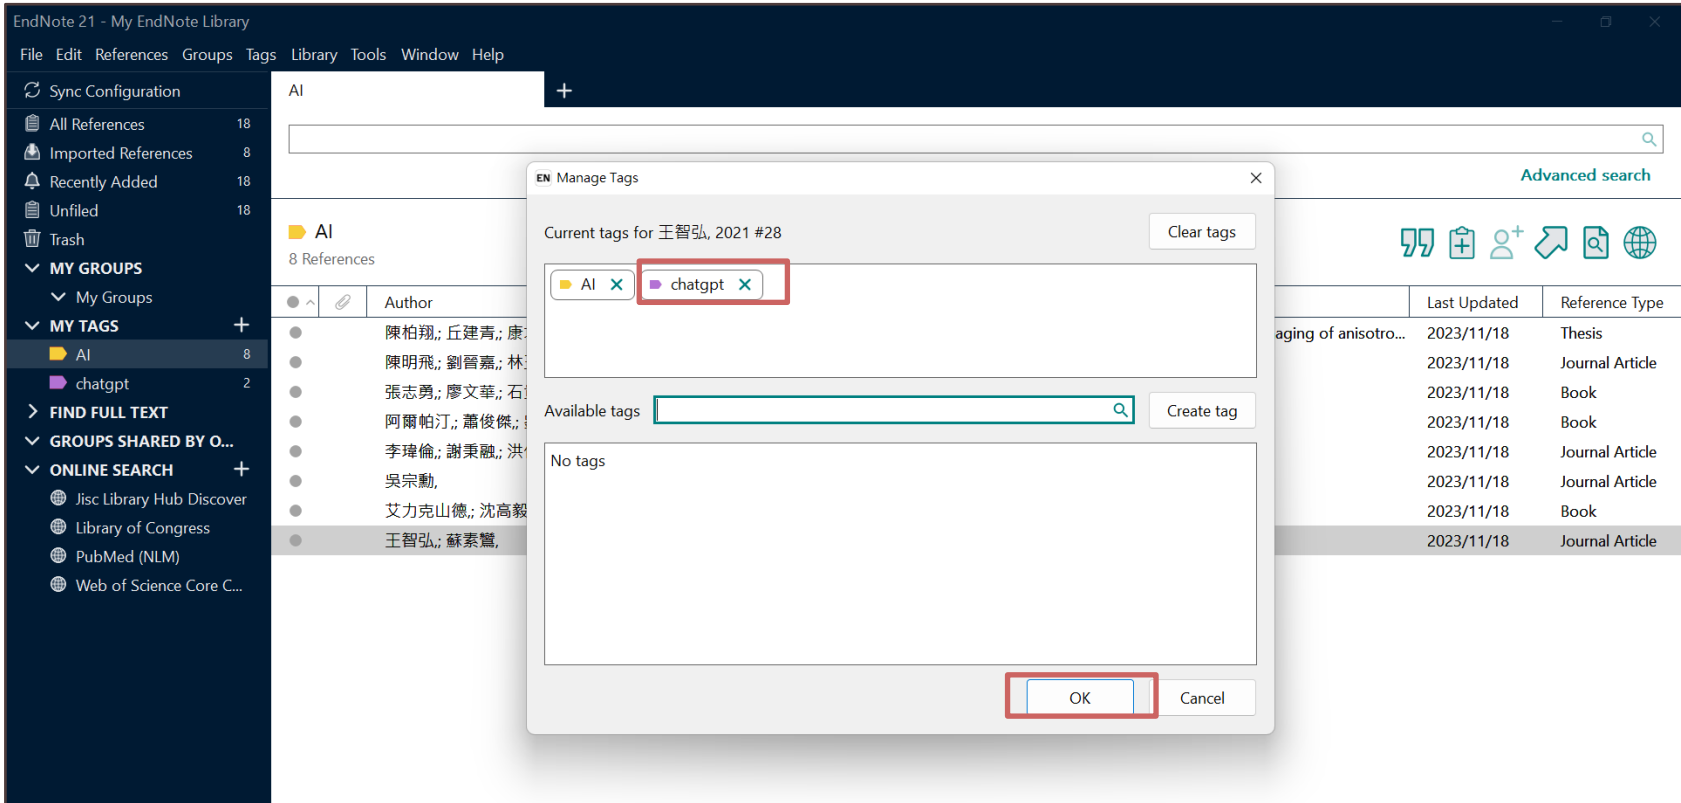 EndNote 21 - My EndNote Library
File Edit References Groups Tags Library Tools Window Help
Sync Configuration
All References 18
Imported References 8
Recently Added 18
Unfiled 18
Trash
MY GROUPS
My Groups
MY TAGS
AI 8
chatgpt 2
FIND FULL TEXT
GROUPS SHARED BY O...
ONLINE SEARCH
Jisc Library Hub Discover
Library of Congress
PubMed (NLM)
Web of Science Core C...
AI
Advanced search
AI
8 References
Author Last Updated Reference Type
陳柏翔,; 丘建青,; 康 aging of anisotro... 2023/11/18 Thesis
陳明飛,; 劉晉嘉,; 林 2023/11/18 Journal Article
張志勇,; 廖文華,; 石 2023/11/18 Book
阿爾帕汀,; 蕭俊傑,; 2023/11/18 Book
李瑋倫,; 謝秉融,; 洪 2023/11/18 Journal Article
吳宗勳, 2023/11/18 Journal Article
艾力克山德,; 沈高毅 2023/11/18 Book
王智弘,; 蘇素鸞, 2023/11/18 Journal Article
EN Manage Tags
Current tags for 王智弘, 2021 #28 Clear tags
AI chatgpt
Available tags Create tag
No tags
OK Cancel